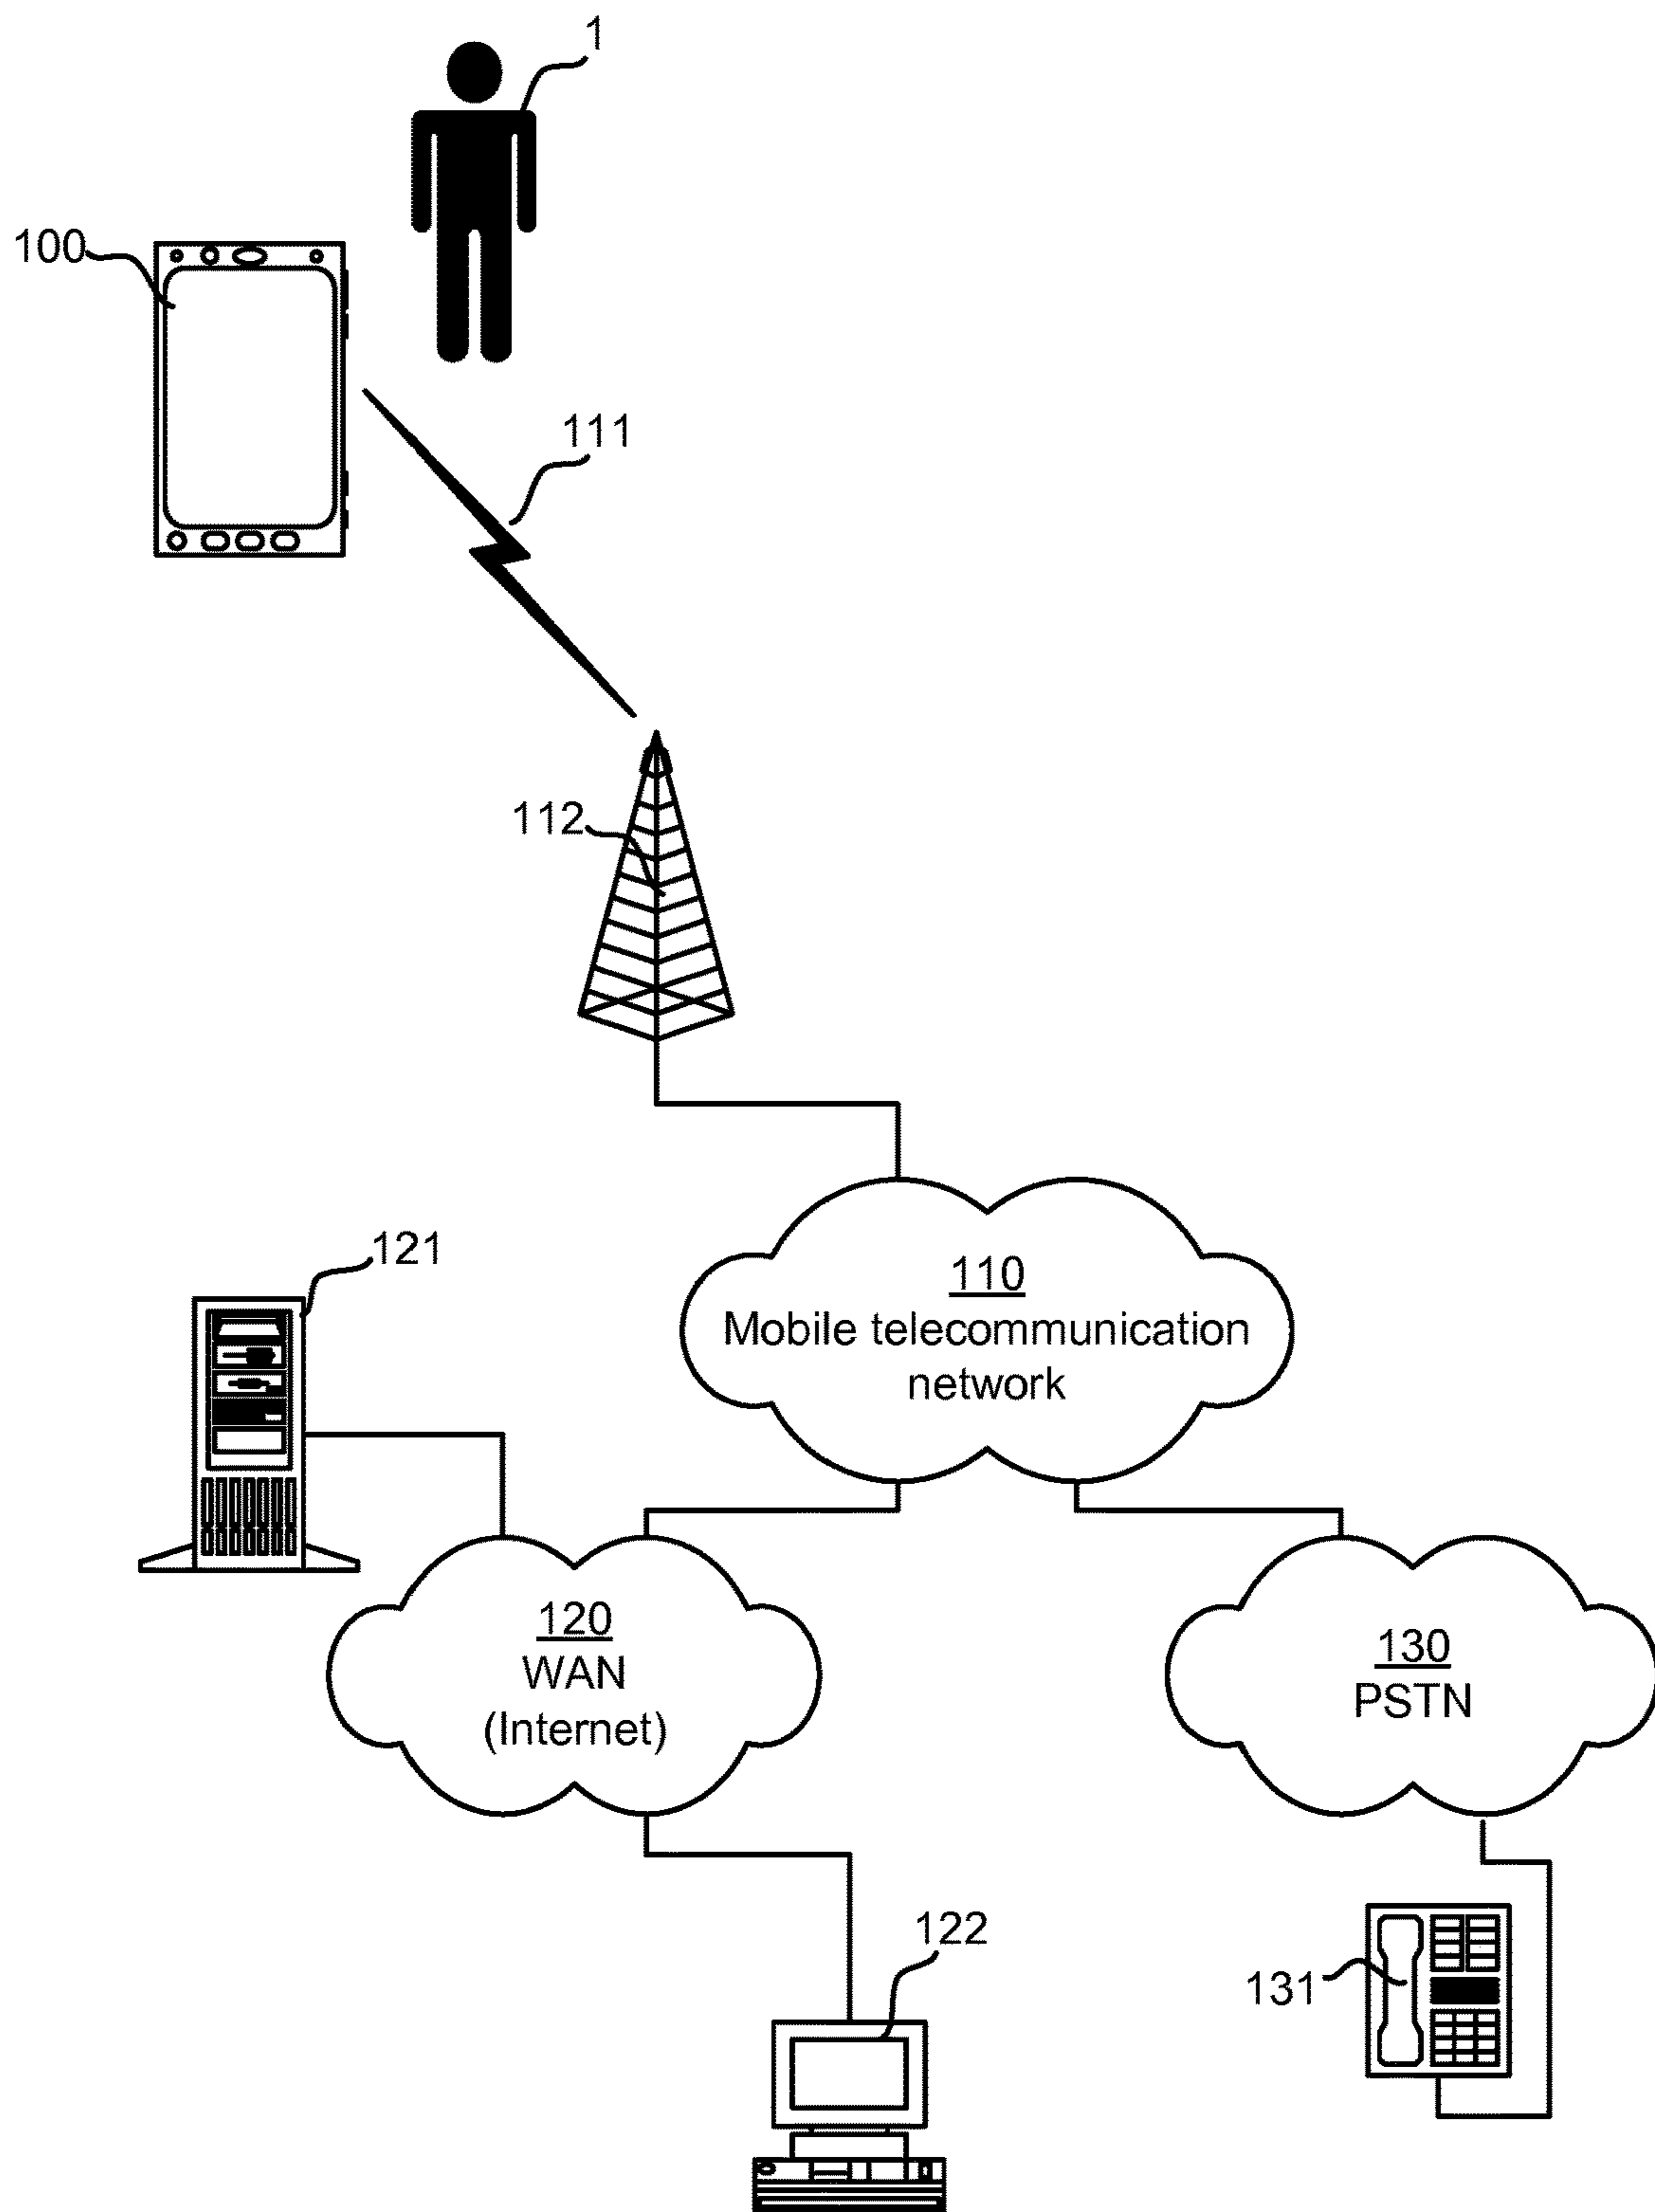 1
100
111
112
121
110
Mobile telecommunication
network
120
WAN
(Internet)
130
PSTN
122
131